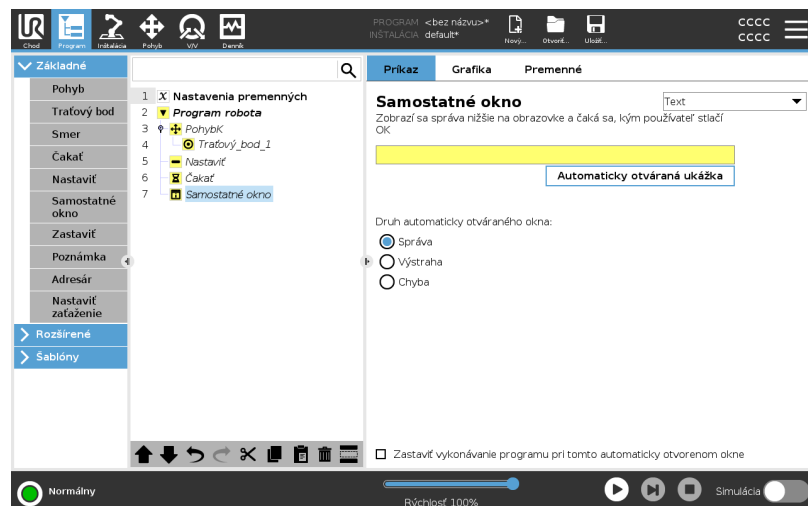 UR
Chod
Program
Inštalácia
Pohyb
V/V
Denník
PROGRAM <bez názvu>*
INŠTALÁCIA default*
Nový...
Otvoriť...
Uložiť...
CCCC
CCCC
Základné
Pohyb
Traťový bod
Smer
Čakať
Nastaviť
Samostatné
okno
Zastaviť
Poznámka
Adresár
Nastaviť
zaťaženie
Rozšírené
Šablóny
1 X Nastavenia premenných
2 Program robota
3 PohybK
4 Traťový_bod_1
5 Nastaviť
6 Čakať
7 Samostatné okno
Príkaz Grafika Premenné
Samostatné okno
Text
Zobrazí sa správa nižšie na obrazovke a čaká sa, kým používateľ stlačí
OK
Automaticky otváraná ukážka
Druh automaticky otváraného okna:
Správa
Výstraha
Chyba
Zastaviť vykonávanie programu pri tomto automaticky otvorenom okne
Normálny
Rýchlosť 100%
Simulácia